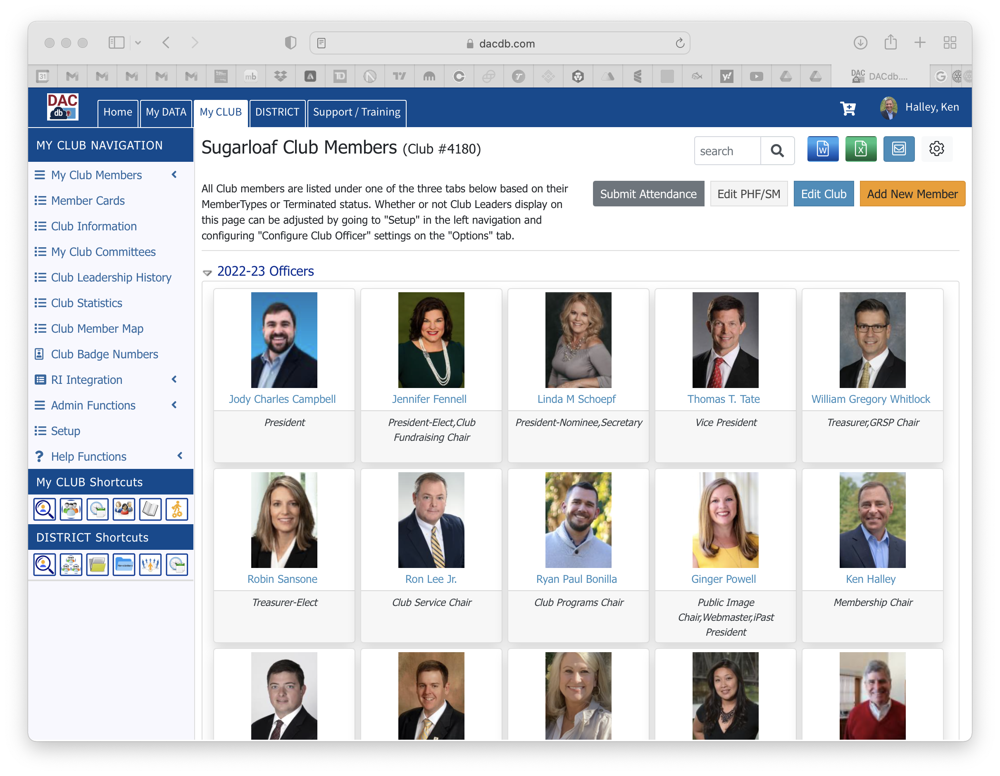 dacdb.com
31
mb
TD
y!
DAC
db
DACdb....
G
DAC
db
Home
My DATA
My CLUB
DISTRICT
Support / Training
Halley, Ken
MY CLUB NAVIGATION
My Club Members
Member Cards
Club Information
My Club Committees
Club Leadership History
Club Statistics
Club Member Map
Club Badge Numbers
RI Integration
Admin Functions
Setup
? Help Functions
My CLUB Shortcuts
DISTRICT Shortcuts
Newsletters
Sugarloaf Club Members (Club #4180)
search
W
X
All Club members are listed under one of the three tabs below based on their
MemberTypes or Terminated status. Whether or not Club Leaders display on
this page can be adjusted by going to "Setup" in the left navigation and
configuring "Configure Club Officer" settings on the "Options" tab.
Submit Attendance
Edit PHF/SM
Edit Club
Add New Member
2022-23 Officers
Jody Charles Campbell
President
Jennifer Fennell
President-Elect,Club
Fundraising Chair
Linda M Schoepf
President-Nominee,Secretary
Thomas T. Tate
Vice President
William Gregory Whitlock
Treasurer,GRSP Chair
Robin Sansone
Treasurer-Elect
Ron Lee Jr.
Club Service Chair
Ryan Paul Bonilla
Club Programs Chair
Ginger Powell
Public Image
Chair,Webmaster,iPast
President
Ken Halley
Membership Chair